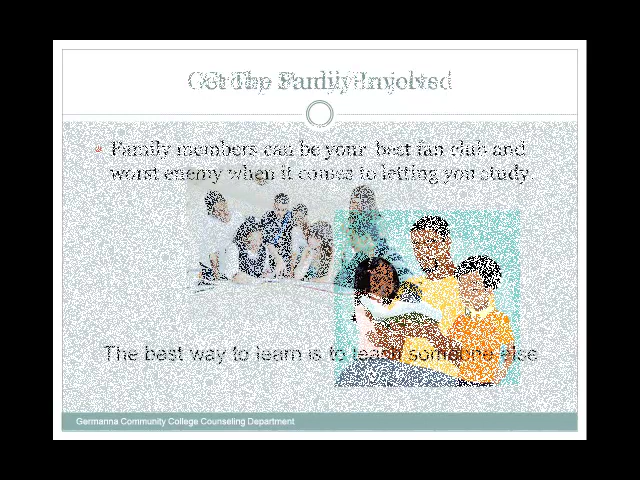 Get The Family Involved
Family members can be your best fan club and
worst enemy when it comes to letting you study.
The best way to learn is to teach someone else
Germanna Community College Counseling Department